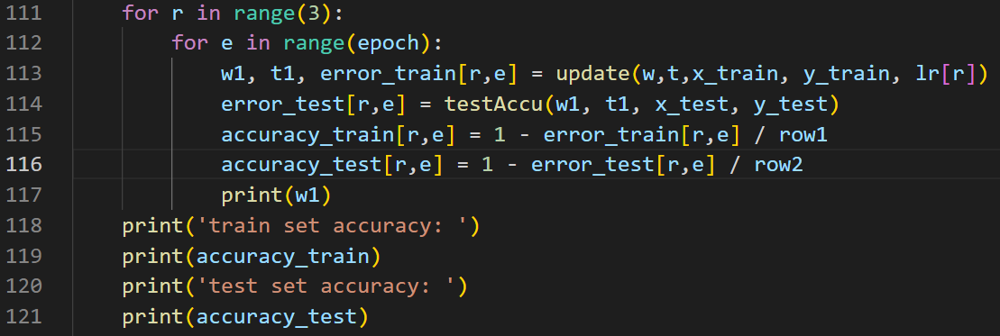 111 for r in range(3):
112 for e in range(epoch):
113 w1, t1, error_train[r,e] = update(w,t,x_train, y_train, lr[r])
114 error_test[r,e] = testAccu(w1, t1, x_test, y_test)
115 accuracy_train[r,e] = 1 - error_train[r,e] / row1
116 accuracy_test[r,e] = 1 - error_test[r,e] / row2
117 print(w1)
118 print('train set accuracy: ')
119 print(accuracy_train)
120 print('test set accuracy: ')
121 print(accuracy_test)